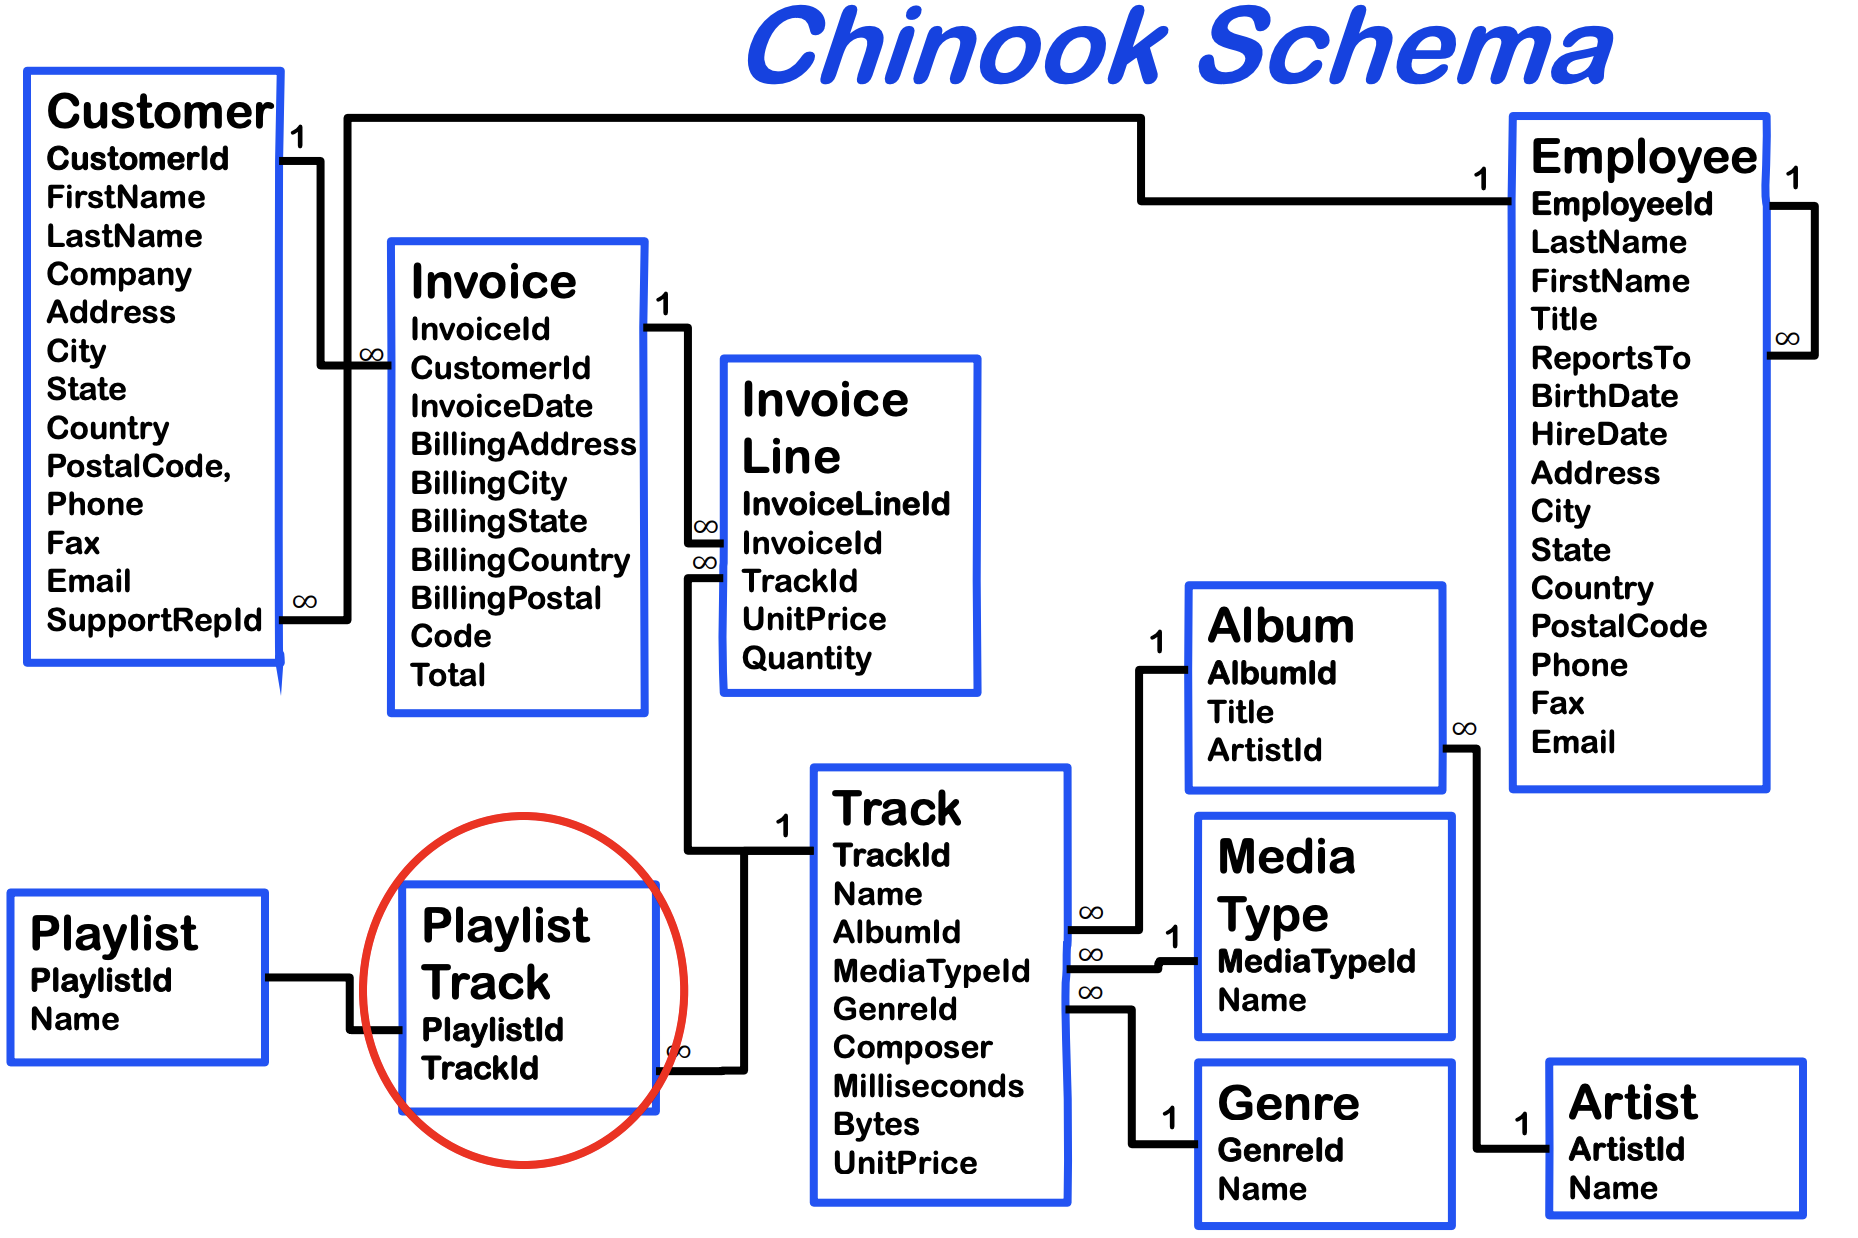 Chinook Schema
Customer
CustomerId
FirstName
LastName
Company
Address
City
State
Country
PostalCode,
Phone
Fax
Email
SupportRepId
1
∞
Invoice
InvoiceId
CustomerId
InvoiceDate
BillingAddress
BillingCity
BillingState
BillingCountry
BillingPostal
Code
Total
∞
1
Invoice
Line
InvoiceLineId
InvoiceId
TrackId
UnitPrice
Quantity
∞
∞
Employee
EmployeeId
LastName
FirstName
Title
ReportsTo
BirthDate
HireDate
Address
City
State
Country
PostalCode
Phone
Fax
Email
1
1
∞
Album
AlbumId
Title
ArtistId
1
∞
Playlist
PlaylistId
Name
Playlist
Track
PlaylistId
TrackId
∞
Track
TrackId
Name
AlbumId
MediaTypeId
GenreId
Composer
Milliseconds
Bytes
UnitPrice
1
∞
∞
∞
Media
Type
MediaTypeId
Name
1
Genre
GenreId
Name
1
Artist
ArtistId
Name
1